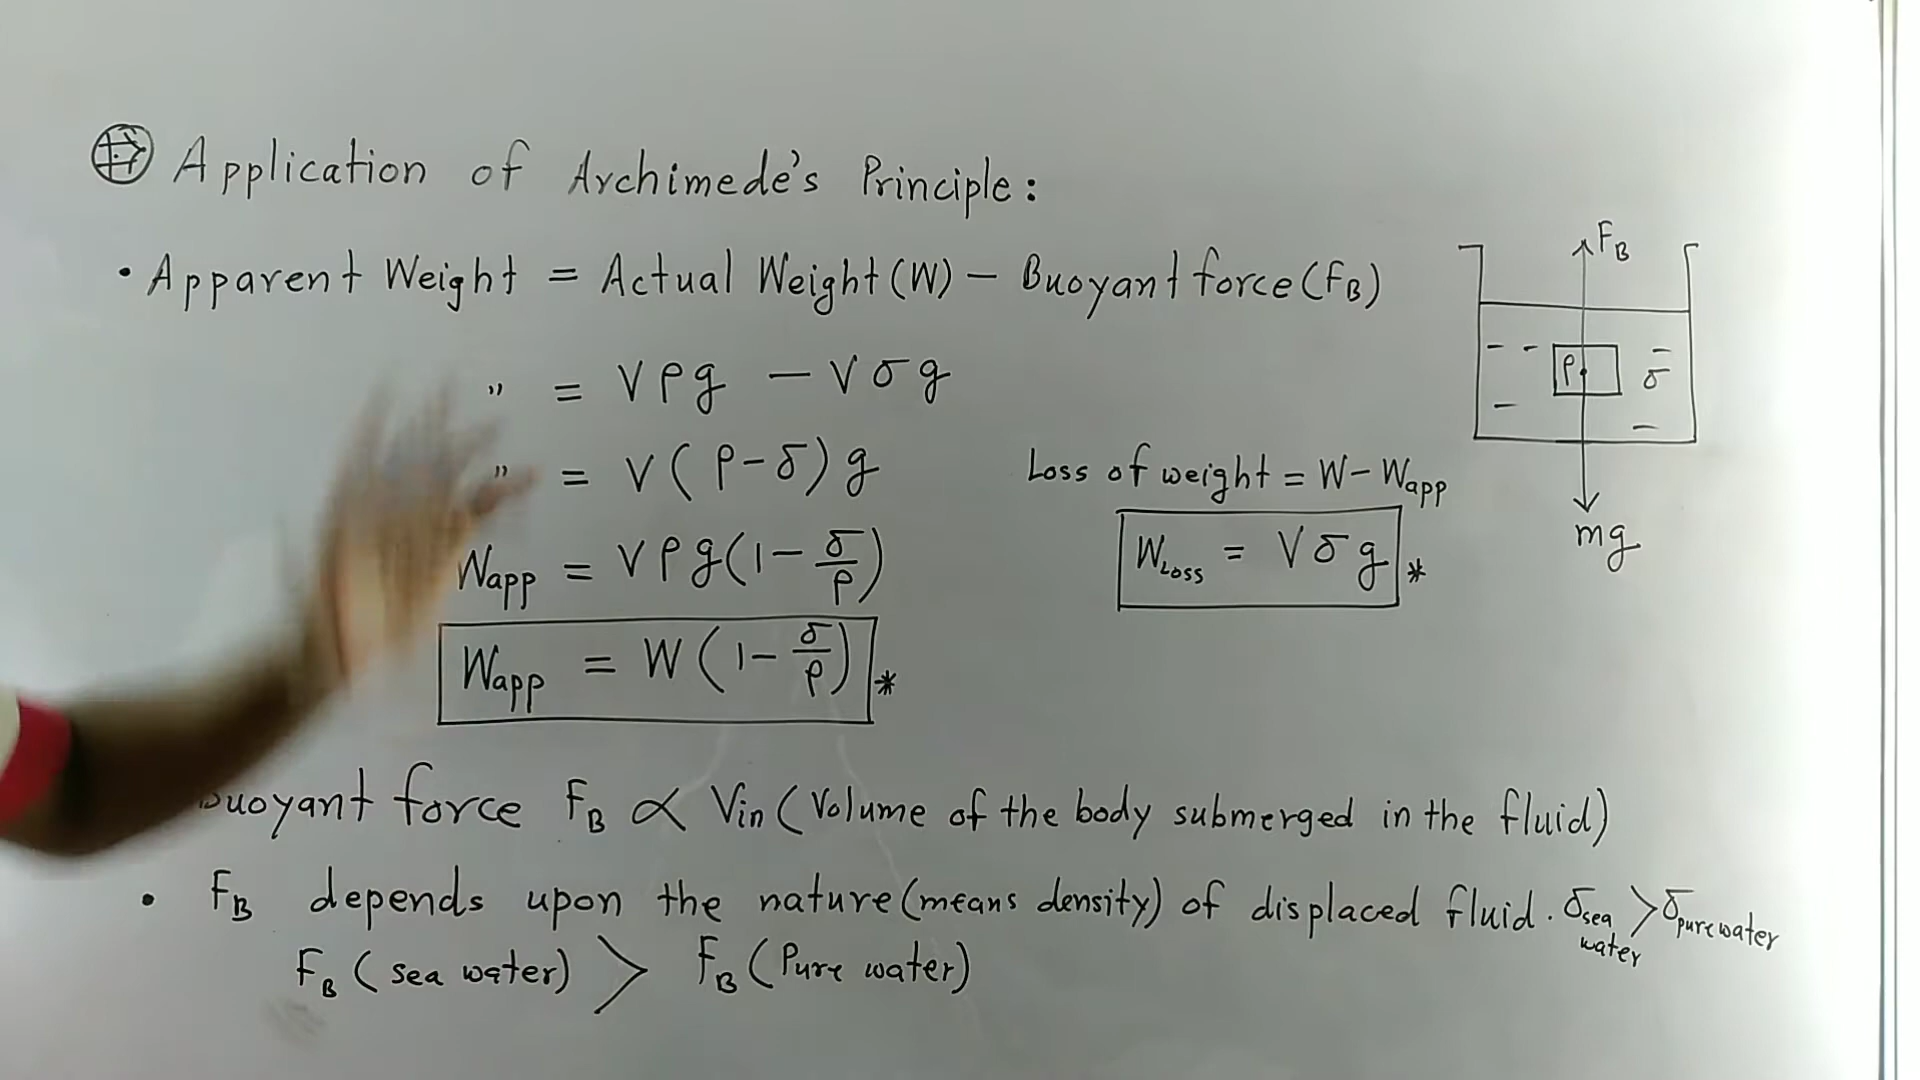 Application of Archimede's Principle:
• Apparent Weight = Actual Weight (W) – Buoyant force (FB)
" = Vρg – Vσg
" = V(ρ-σ)g
Wapp = Vρg(1-σ/ρ)
Wapp = W(1-σ/ρ) *
Loss of weight = W - Wapp
WLoss = Vσg *
FB
ρ σ
mg
force FB ∝ Vin (Volume of the body submerged in the fluid)
• FB depends upon the nature (means density) of displaced fluid. σsea water > σpure water
FB (sea water) > FB (Pure water)